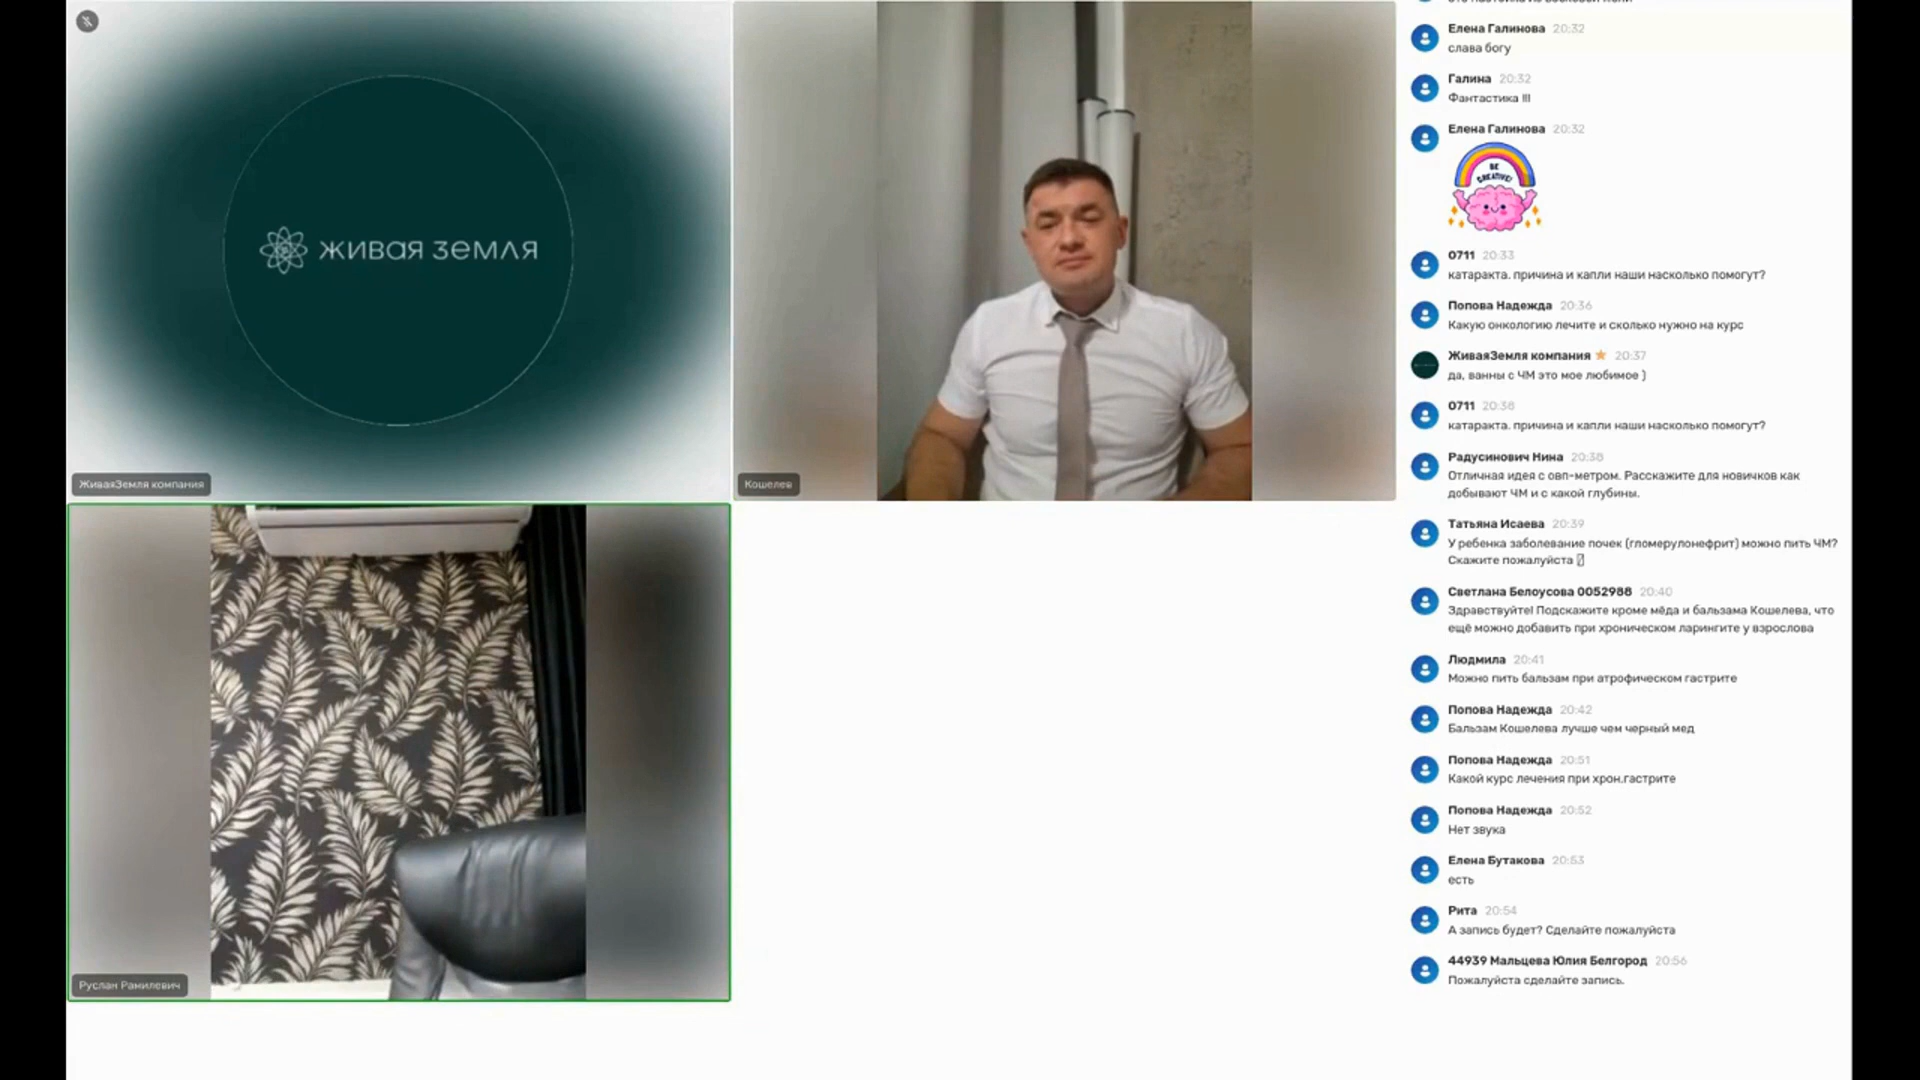 живая земля
ЖиваяЗемля компания
Кошелев
Руслан Рамилевич
Елена Галинова 20:32
слава богу
Галина 20:32
Фантастика !!!
Елена Галинова 20:32
BE
CREATIVE!
0711 20:33
катаракта. причина и капли наши насколько помогут?
Попова Надежда 20:36
Какую онкологию лечите и сколько нужно на курс
ЖиваяЗемля компания 20:37
да, ванны с ЧМ это мое любимое )
0711 20:38
катаракта. причина и капли наши насколько помогут?
Радусинович Нина 20:38
Отличная идея с овп-метром. Расскажите для новичков как
добывают ЧМ и с какой глубины.
Татьяна Исаева 20:39
У ребенка заболевание почек (гломерулонефрит) можно пить ЧМ?
Скажите пожалуйста
Светлана Белоусова 0052988 20:40
Здравствуйте! Подскажите кроме мёда и бальзама Кошелева, что
ещё можно добавить при хроническом ларингите у взрослова
Людмила 20:41
Можно пить бальзам при атрофическом гастрите
Попова Надежда 20:42
Бальзам Кошелева лучше чем черный мед
Попова Надежда 20:51
Какой курс лечения при хрон.гастрите
Попова Надежда 20:52
Нет звука
Елена Бутакова 20:53
есть
Рита 20:54
А запись будет? Сделайте пожалуйста
44939 Мальцева Юлия Белгород 20:56
Пожалуйста сделайте запись.